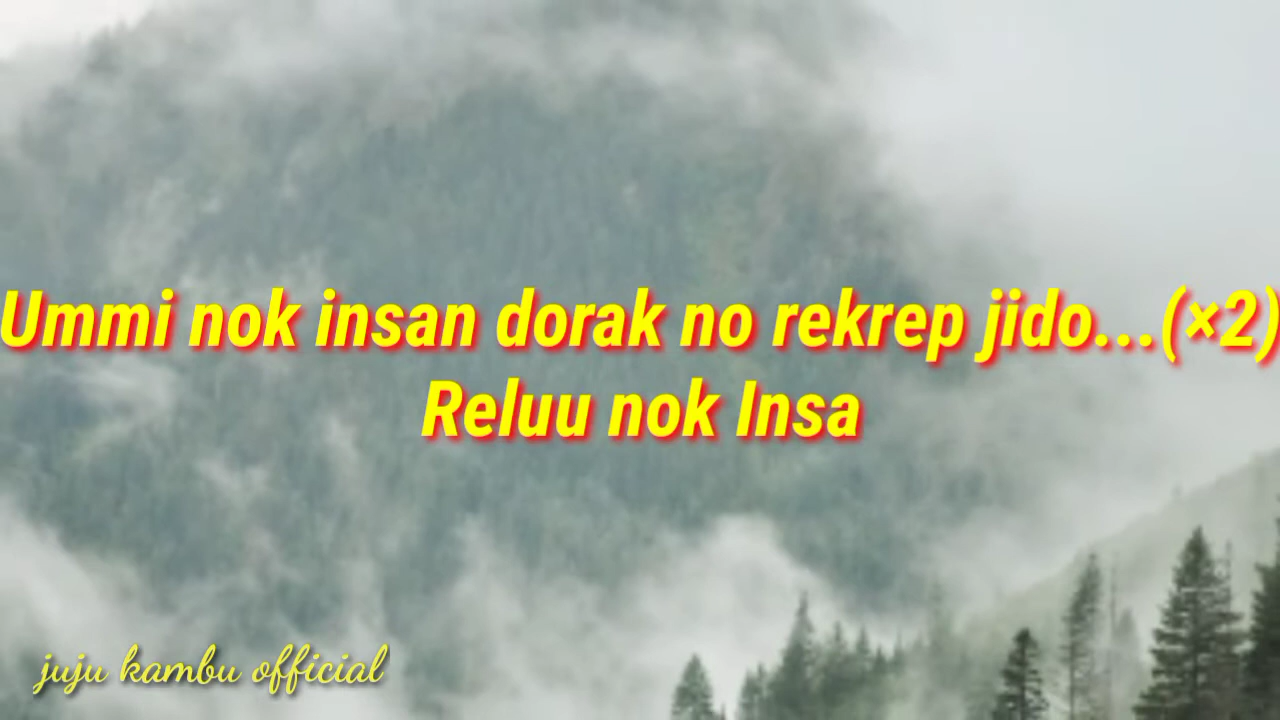 Ummi nok insan dorak no rekrep jido...(×2)
Reluu nok Insa
juju kambu official